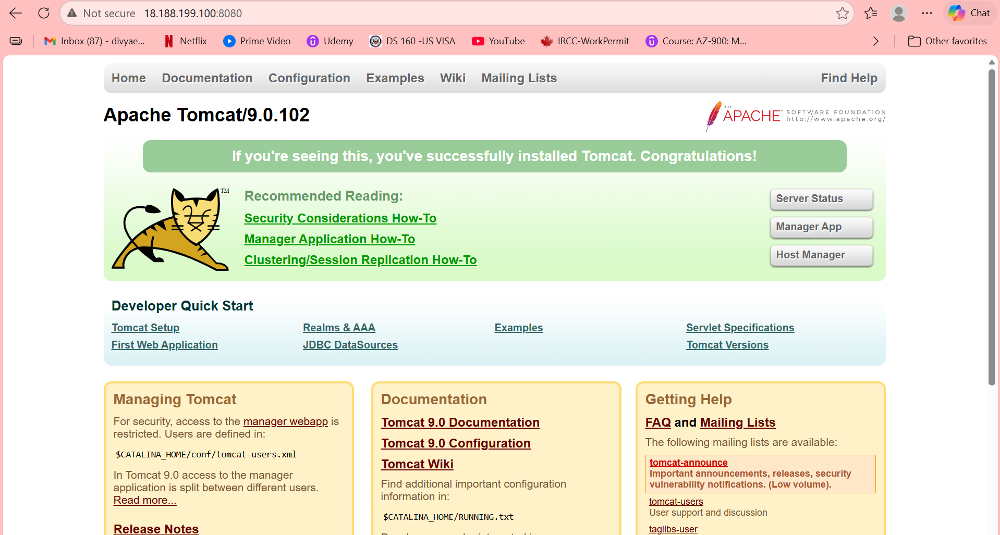 Not secure 18.188.199.100:8080
Chat
Inbox (87) - divyae...
Netflix
Prime Video
Udemy
DS 160 -US VISA
YouTube
IRCC-WorkPermit
Course: AZ-900: M...
Other favorites
Home Documentation Configuration Examples Wiki Mailing Lists Find Help
Apache Tomcat/9.0.102
THE
APACHE
SOFTWARE FOUNDATION
http://www.apache.org/
If you're seeing this, you've successfully installed Tomcat. Congratulations!
TM
Recommended Reading:
Security Considerations How-To
Manager Application How-To
Clustering/Session Replication How-To
Server Status
Manager App
Host Manager
Developer Quick Start
Tomcat Setup
First Web Application
Realms & AAA
JDBC DataSources
Examples
Servlet Specifications
Tomcat Versions
Managing Tomcat
For security, access to the manager webapp is
restricted. Users are defined in:
$CATALINA_HOME/conf/tomcat-users.xml
In Tomcat 9.0 access to the manager
application is split between different users.
Read more...
Release Notes
Documentation
Tomcat 9.0 Documentation
Tomcat 9.0 Configuration
Tomcat Wiki
Find additional important configuration
information in:
$CATALINA_HOME/RUNNING.txt
Getting Help
FAQ and Mailing Lists
The following mailing lists are available:
tomcat-announce
Important announcements, releases, security
vulnerability notifications. (Low volume).
tomcat-users
User support and discussion
taglibs-user